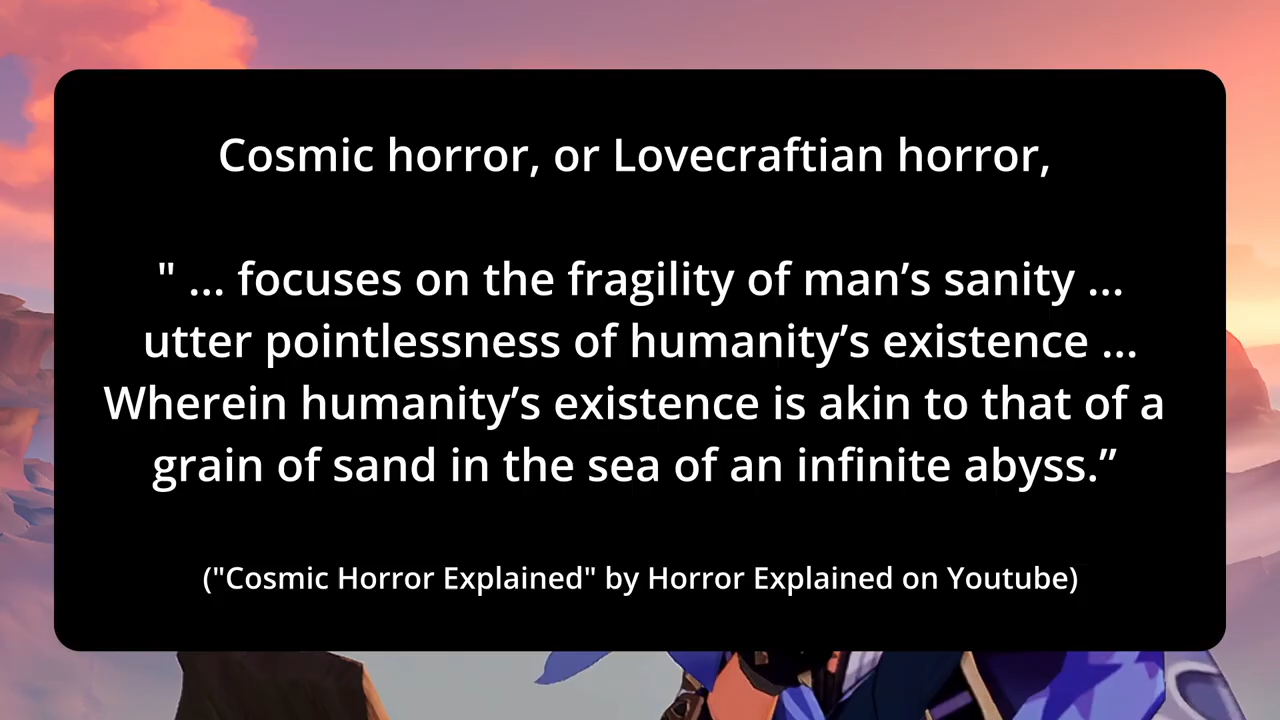 Cosmic horror, or Lovecraftian horror,
" ... focuses on the fragility of man’s sanity ...
utter pointlessness of humanity’s existence ...
Wherein humanity’s existence is akin to that of a
grain of sand in the sea of an infinite abyss.”
("Cosmic Horror Explained" by Horror Explained on Youtube)